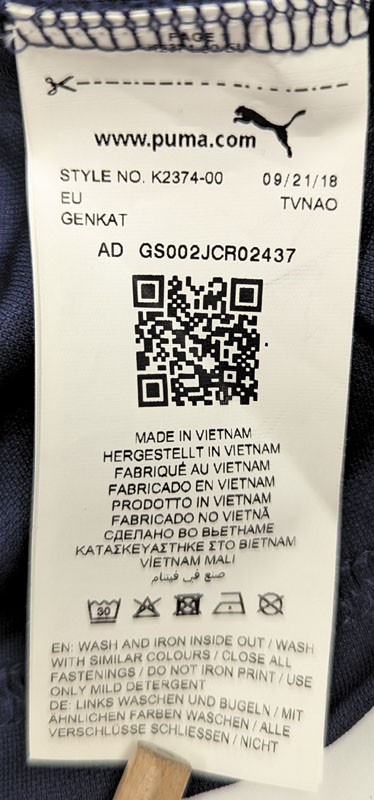 PAGE
www.puma.com
STYLE NO. K2374-00 09/21/18
EU TVNAO
GENKAT
AD GS002JCR02437
MADE IN VIETNAM
HERGESTELLT IN VIETNAM
FABRIQUÉ AU VIETNAM
FABRICADO EN VIETNAM
PRODOTTO IN VIETNAM
FABRICADO NO VIETNÃ
СДЕЛАНО ВО ВЬЕТНАМЕ
ΚΑΤΑΣΚΕΥΑΣΤΗΚΕ ΣΤΟ ΒΙΕΤΝΑΜ
VİETNAM MALI
صنع في فيتنام
30
EN: WASH AND IRON INSIDE OUT / WASH
WITH SIMILAR COLOURS / CLOSE ALL
FASTENINGS / DO NOT IRON PRINT / USE
ONLY MILD DETERGENT
DE: LINKS WASCHEN UND BUGELN / MIT
ÄHNLICHEN FARBEN WASCHEN / ALLE
VERSCHLÜSSE SCHLIESSEN / NICHT